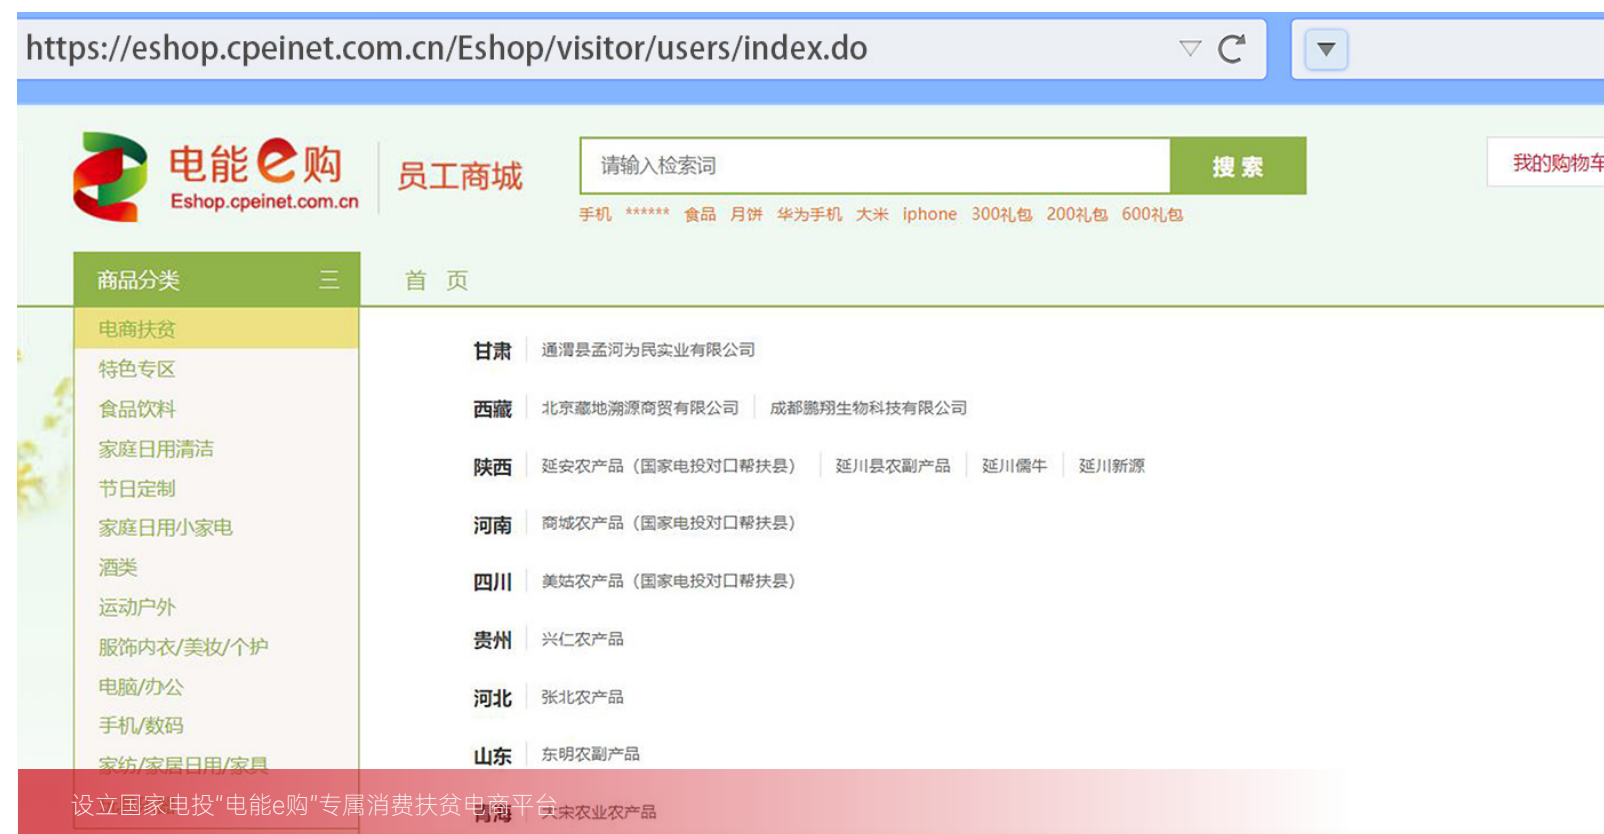 https://eshop.cpeinet.com.cn/Eshop/visitor/users/index.do
电能e购
Eshop.cpeinet.com.cn
员工商城
请输入检索词
搜索
我的购物车
手机 ****** 食品 月饼 华为手机 大米 iphone 300礼包 200礼包 600礼包
商品分类
首 页
电商扶贫
特色专区
食品饮料
家庭日用清洁
节日定制
家庭日用小家电
酒类
运动户外
服饰内衣/美妆/个护
电脑/办公
手机/数码
家纺/家居日用/家具
甘肃 通渭县孟河为民实业有限公司
西藏 北京藏地溯源商贸有限公司 成都鹏翔生物科技有限公司
陕西 延安农产品（国家电投对口帮扶县） 延川县农副产品 延川儒牛 延川新源
河南 商城农产品（国家电投对口帮扶县）
四川 美姑农产品（国家电投对口帮扶县）
贵州 兴仁农产品
河北 张北农产品
山东 东明农副产品
青海 宋农业农产品
设立国家电投“电能e购”专属消费扶贫电商平台